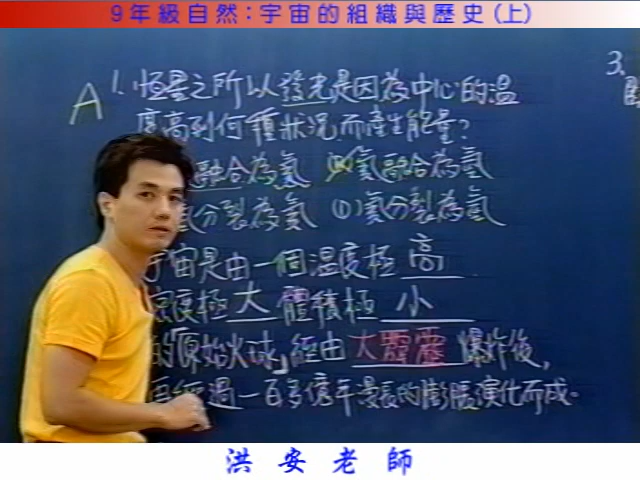 9年級自然:宇宙的組織與歷史(上)
A 1. 恒星之所以發光是因為中心的温
度高到何種狀況而產生能量?
融合為氦 (B)氦融合為氫
氫分裂為氦 (D)氦分裂為氫
宇宙是由一個温度極高
密度極大 體積極小
的「原始火球」經由大霹靂爆炸後,
再經過一百多億年漫長的膨脹演化而成。
3.
洪安老師